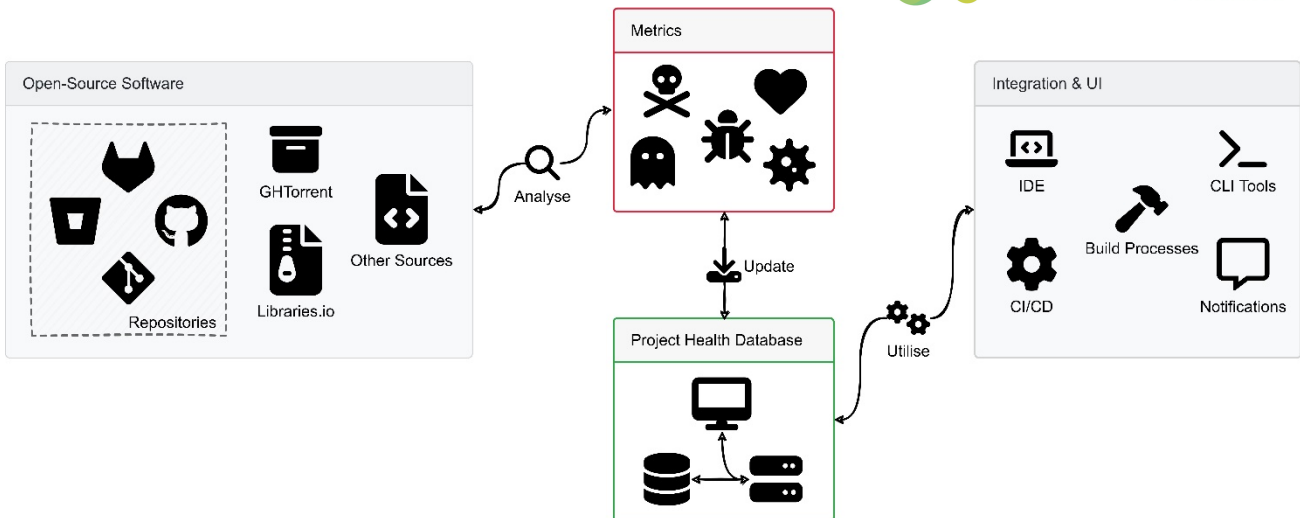 Open-Source Software
GHTorrent
Libraries.io
Other Sources
Repositories
Analyse
Metrics
Update
Project Health Database
Utilise
Integration & UI
IDE
CLI Tools
Build Processes
CI/CD
Notifications